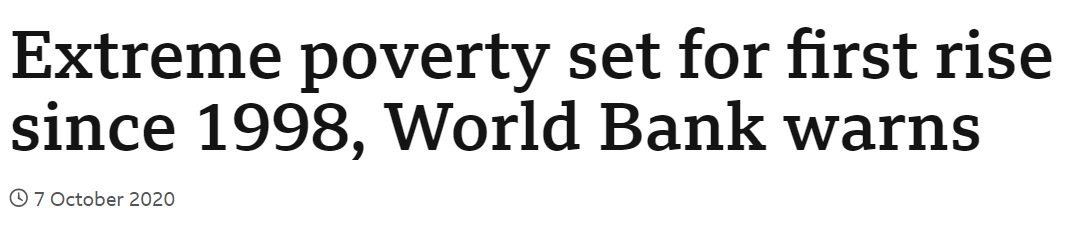 Extreme poverty set for first rise
since 1998, World Bank warns
7 October 2020